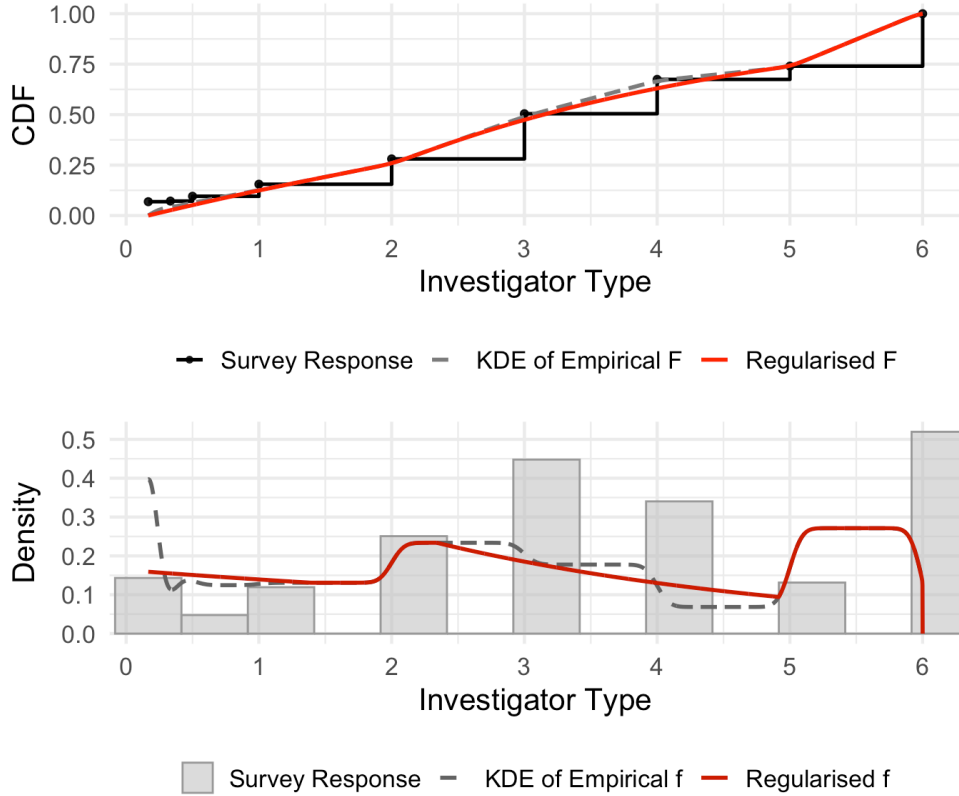 1.00
0.75
0.50
0.25
0.00
CDF
0 1 2 3 4 5 6
Investigator Type
Survey Response KDE of Empirical F Regularised F
0.5
0.4
0.3
0.2
0.1
0.0
Density
0 1 2 3 4 5 6
Investigator Type
Survey Response KDE of Empirical f Regularised f